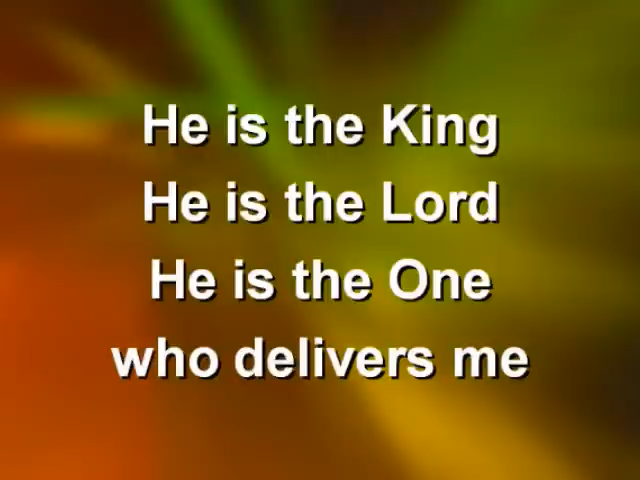 He is the King
He is the Lord
He is the One
who delivers me